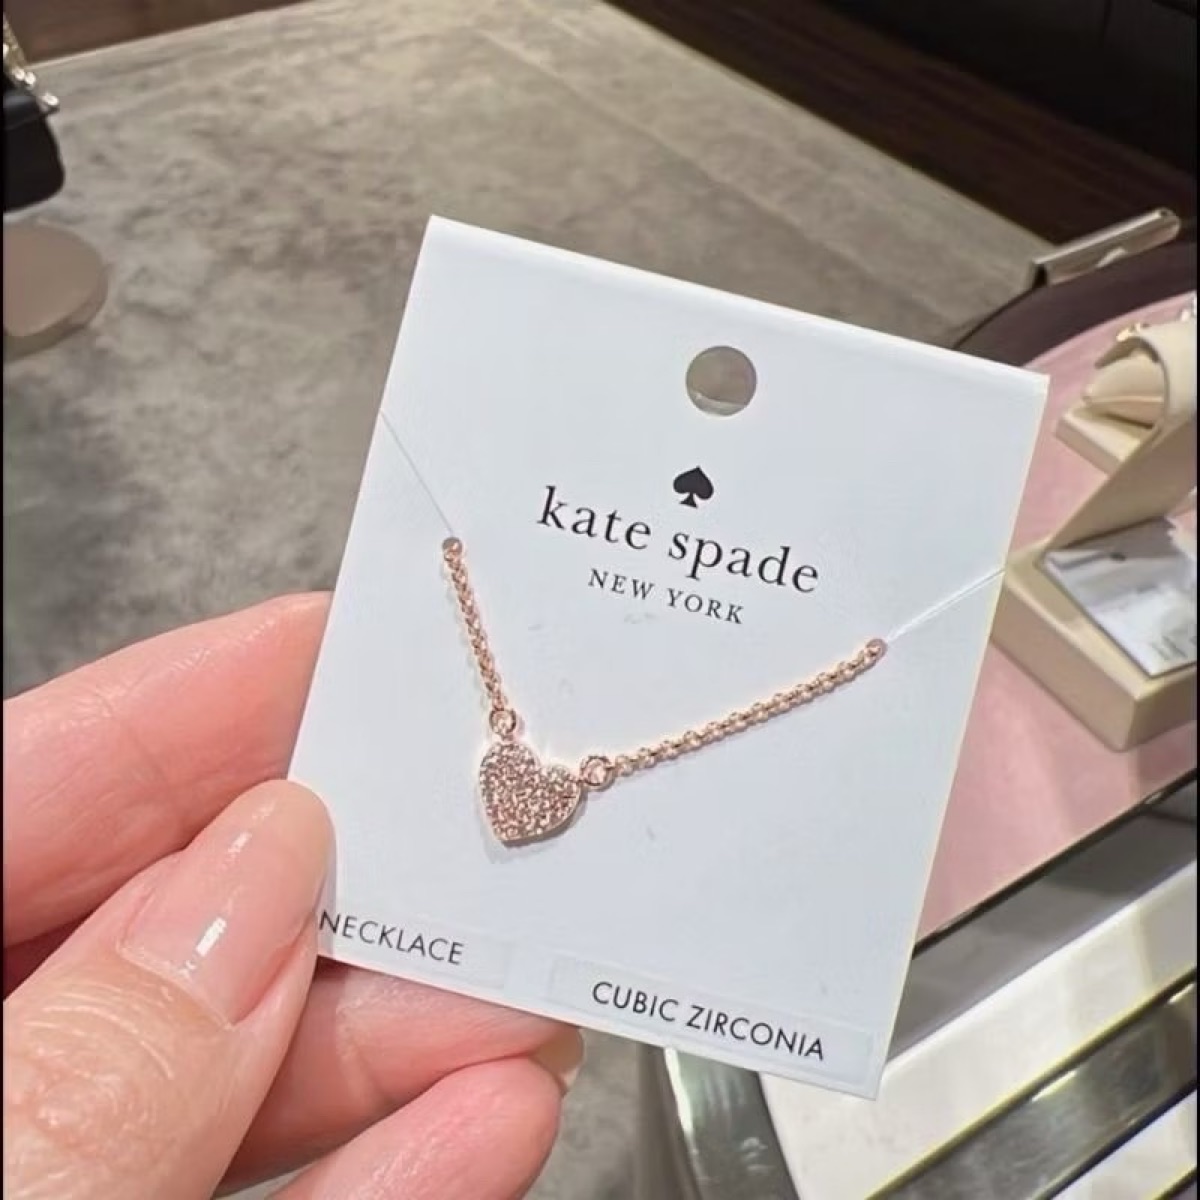 kate spade
NEW YORK
NECKLACE
CUBIC ZIRCONIA